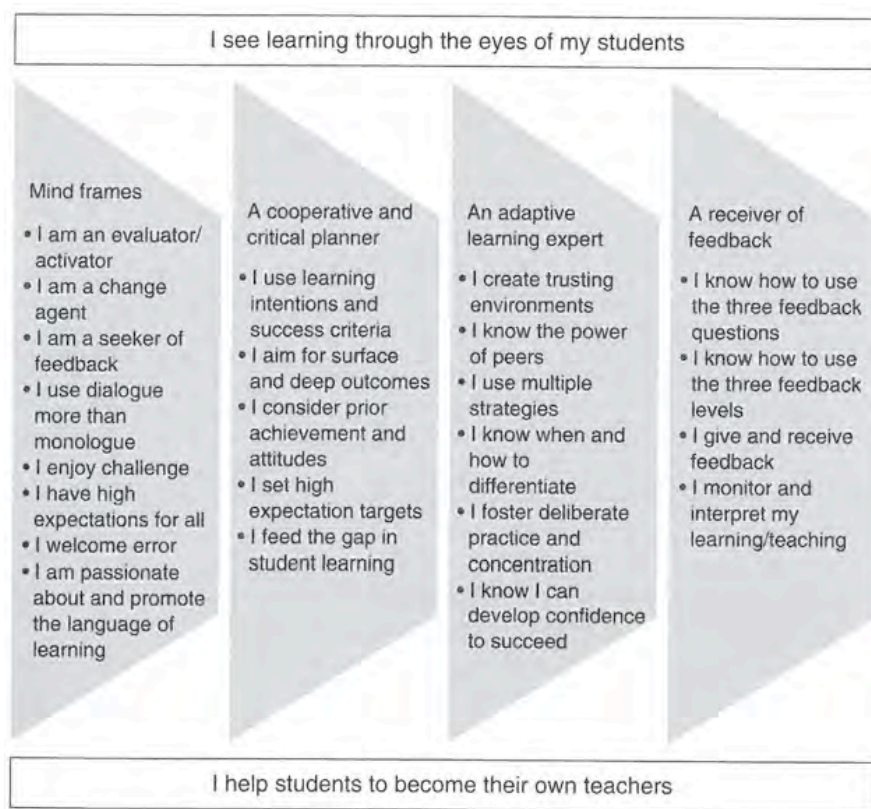 I see learning through the eyes of my students
Mind frames
• I am an evaluator/
activator
• I am a change
agent
• I am a seeker of
feedback
• I use dialogue
more than
monologue
• I enjoy challenge
• I have high
expectations for all
• I welcome error
• I am passionate
about and promote
the language of
learning
A cooperative and
critical planner
• I use learning
intentions and
success criteria
• I aim for surface
and deep outcomes
• I consider prior
achievement and
attitudes
• I set high
expectation targets
• I feed the gap in
student learning
An adaptive
learning expert
• I create trusting
environments
• I know the power
of peers
• I use multiple
strategies
• I know when and
how to
differentiate
• I foster deliberate
practice and
concentration
• I know I can
develop confidence
to succeed
A receiver of
feedback
• I know how to use
the three feedback
questions
• I know how to use
the three feedback
levels
• I give and receive
feedback
• I monitor and
interpret my
learning/teaching
I help students to become their own teachers